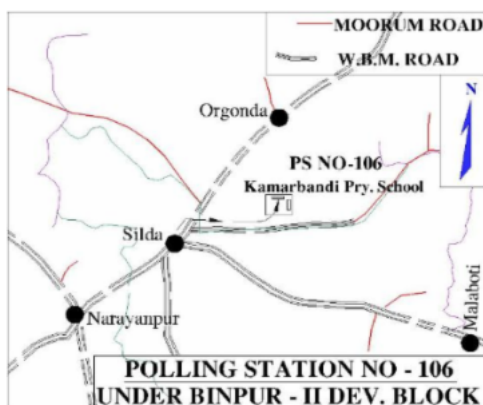 MOORUM ROAD
W.B.M. ROAD
N
Orgonda
PS NO-106
Kamarbandi Pry. School
Silda
Narayanpur
Malaboti
POLLING STATION NO - 106
UNDER BINPUR - II DEV. BLOCK